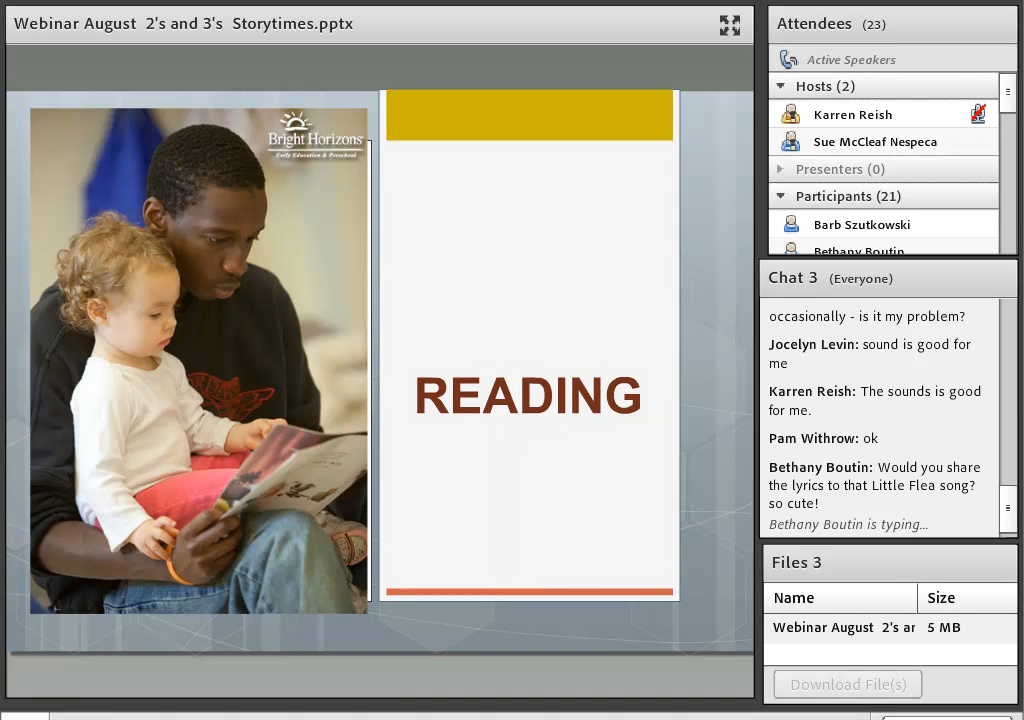 Webinar August  2's and 3's  Storytimes.pptx
Bright Horizons
Early Education & Preschool
READING
Attendees (23)
Active Speakers
Hosts (2)
Karren Reish
Sue McCleaf Nespeca
Presenters (0)
Participants (21)
Barb Szutkowski
Bethany Boutin
Chat 3 (Everyone)
occasionally - is it my problem?
Jocelyn Levin: sound is good for
me
Karren Reish: The sounds is good
for me.
Pam Withrow: ok
Bethany Boutin: Would you share
the lyrics to that Little Flea song?
so cute!
Bethany Boutin is typing...
Files 3
Name Size
Webinar August  2's ar 5 MB
Download File(s)